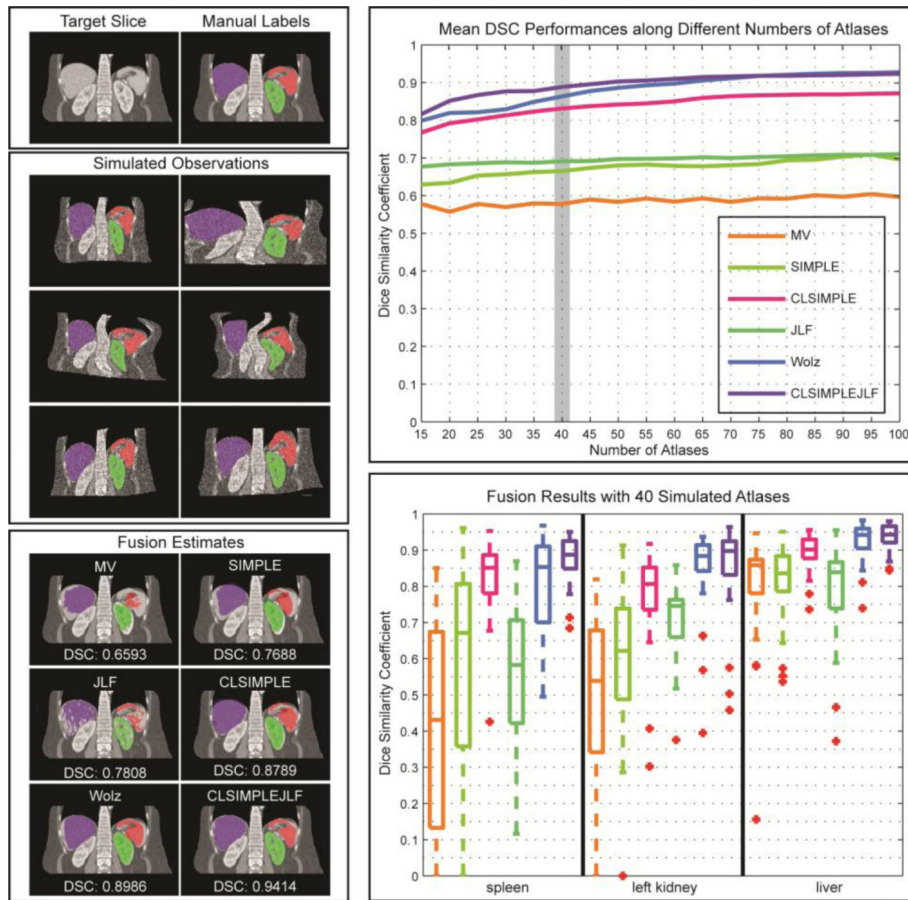 Target Slice
Manual Labels
Simulated Observations
Fusion Estimates
MV
SIMPLE
DSC: 0.6593
DSC: 0.7688
JLF
CLSIMPLE
DSC: 0.7808
DSC: 0.8789
Wolz
CLSIMPLEJLF
DSC: 0.8986
DSC: 0.9414
Mean DSC Performances along Different Numbers of Atlases
Dice Similarity Coefficient
1
0.9
0.8
0.7
0.6
0.5
0.4
0.3
0.2
0.1
0
MV
SIMPLE
CLSIMPLE
JLF
Wolz
CLSIMPLEJLF
15 20 25 30 35 40 45 50 55 60 65 70 75 80 85 90 95 100
Number of Atlases
Fusion Results with 40 Simulated Atlases
Dice Similarity Coefficient
1
0.9
0.8
0.7
0.6
0.5
0.4
0.3
0.2
0.1
0
spleen left kidney liver